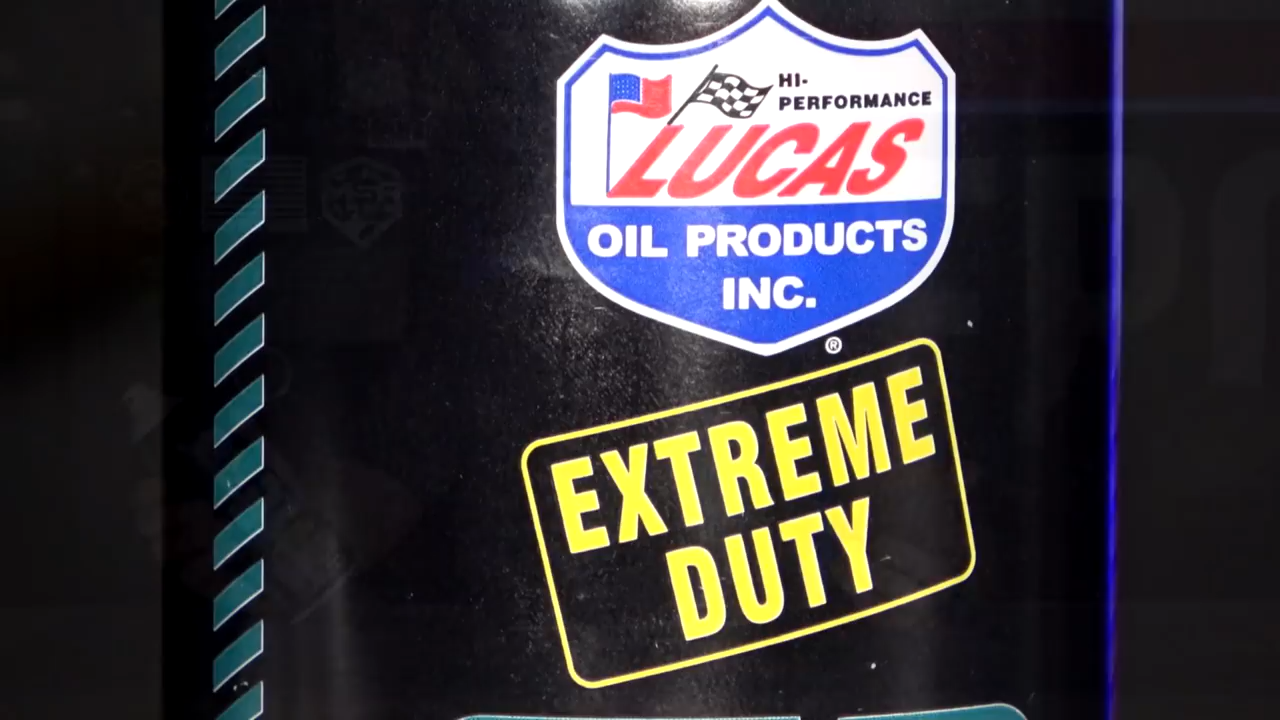 HI-
PERFORMANCE
LUCAS
OIL PRODUCTS
INC.
®
EXTREME
DUTY